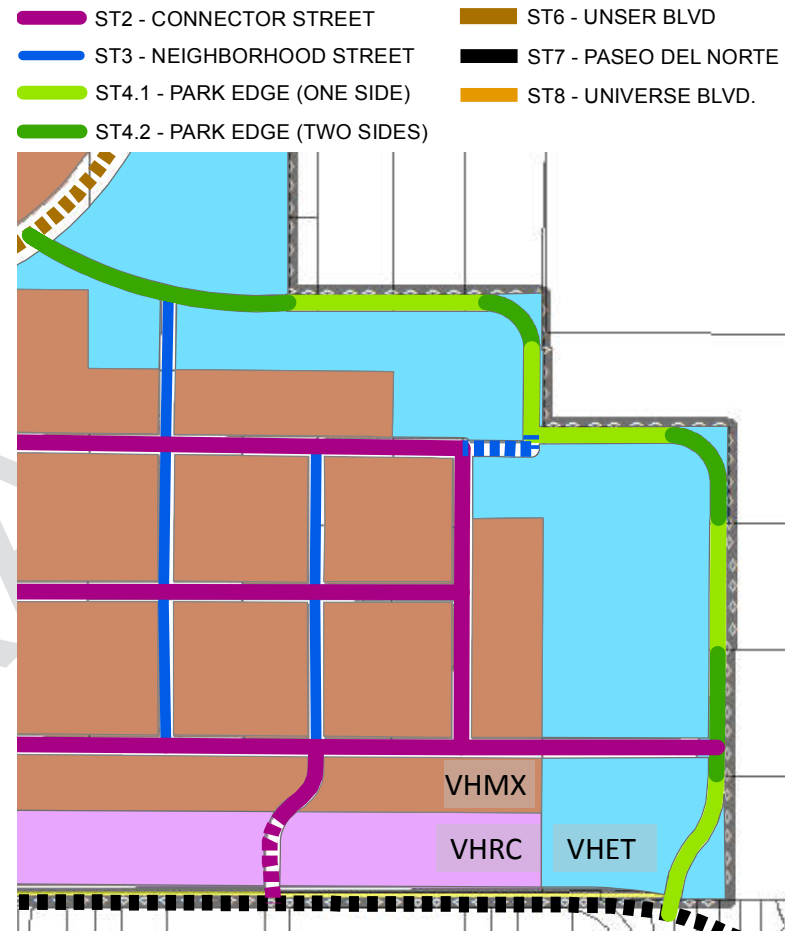 ST2 - CONNECTOR STREET
ST3 - NEIGHBORHOOD STREET
ST4.1 - PARK EDGE (ONE SIDE)
ST4.2 - PARK EDGE (TWO SIDES)
ST6 - UNSER BLVD
ST7 - PASEO DEL NORTE
ST8 - UNIVERSE BLVD.
VHMX
VHRC
VHET